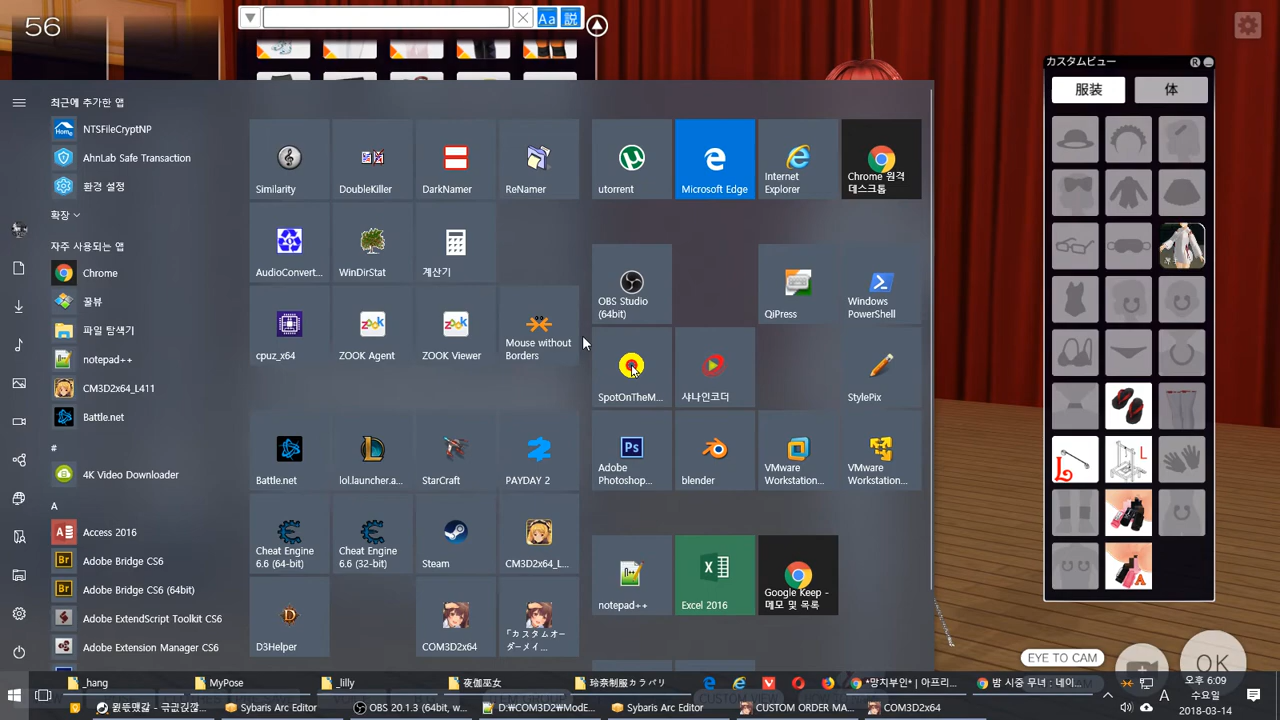 56
Aa 説
カスタムビュー
R
服装
体
최근에 추가한 앱
NTSFileCryptNP
AhnLab Safe Transaction
환경 설정
확장
자주 사용되는 앱
Chrome
꿀뷰
파일 탐색기
notepad++
CM3D2x64_L411
Battle.net
#
4K Video Downloader
A
Access 2016
Adobe Bridge CS6
Adobe Bridge CS6 (64bit)
Adobe ExtendScript Toolkit CS6
Adobe Extension Manager CS6
Similarity
DoubleKiller
DarkNamer
ReNamer
AudioConvert...
WinDirStat
계산기
cpuz_x64
ZOOK Agent
ZOOK Viewer
Mouse without
Borders
Battle.net
lol.launcher.a...
StarCraft
PAYDAY 2
Cheat Engine
6.6 (64-bit)
Cheat Engine
6.6 (32-bit)
Steam
CM3D2x64_L...
D3Helper
COM3D2x64
「カスタムオー
ダーメイ...
utorrent
Microsoft Edge
Internet
Explorer
Chrome 원격
데스크톱
OBS Studio
(64bit)
QiPress
Windows
PowerShell
SpotOnTheM...
샤나인코더
StylePix
Adobe
Photoshop...
blender
VMware
Workstation...
VMware
Workstation...
notepad++
Excel 2016
Google Keep -
메모 및 목록
EYE TO CAM
OK
_hang
MyPose
_lilly
夜伽巫女
玲奈制服カラバリ
*망치부인* | 아프리...
밤 시중 무녀 : 네이...
Sybaris Arc Editor
OBS 20.1.3 (64bit, w...
D:₩COM3D2₩ModE...
Sybaris Arc Editor
CUSTOM ORDER MA...
COM3D2x64
A
오후 6:09
수요일
2018-03-14